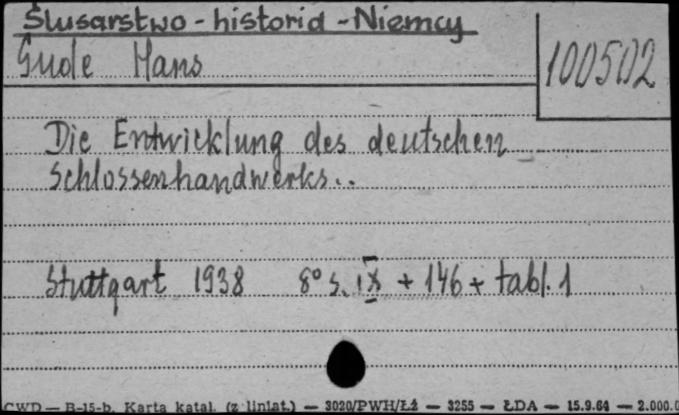 Ślusarstwo - historia - Niemcy
Gude Hans
100502
Die Entwicklung des deutschen
Schlossenhandwerks..
Stuttgart 1938 8° s. IX + 146 + tabl. 1
CWD — B-15-b. Karta katal. (z liniat.) — 3020/PWH/Łź — 3255 — ŁDA — 15.9.64 — 2.000.0